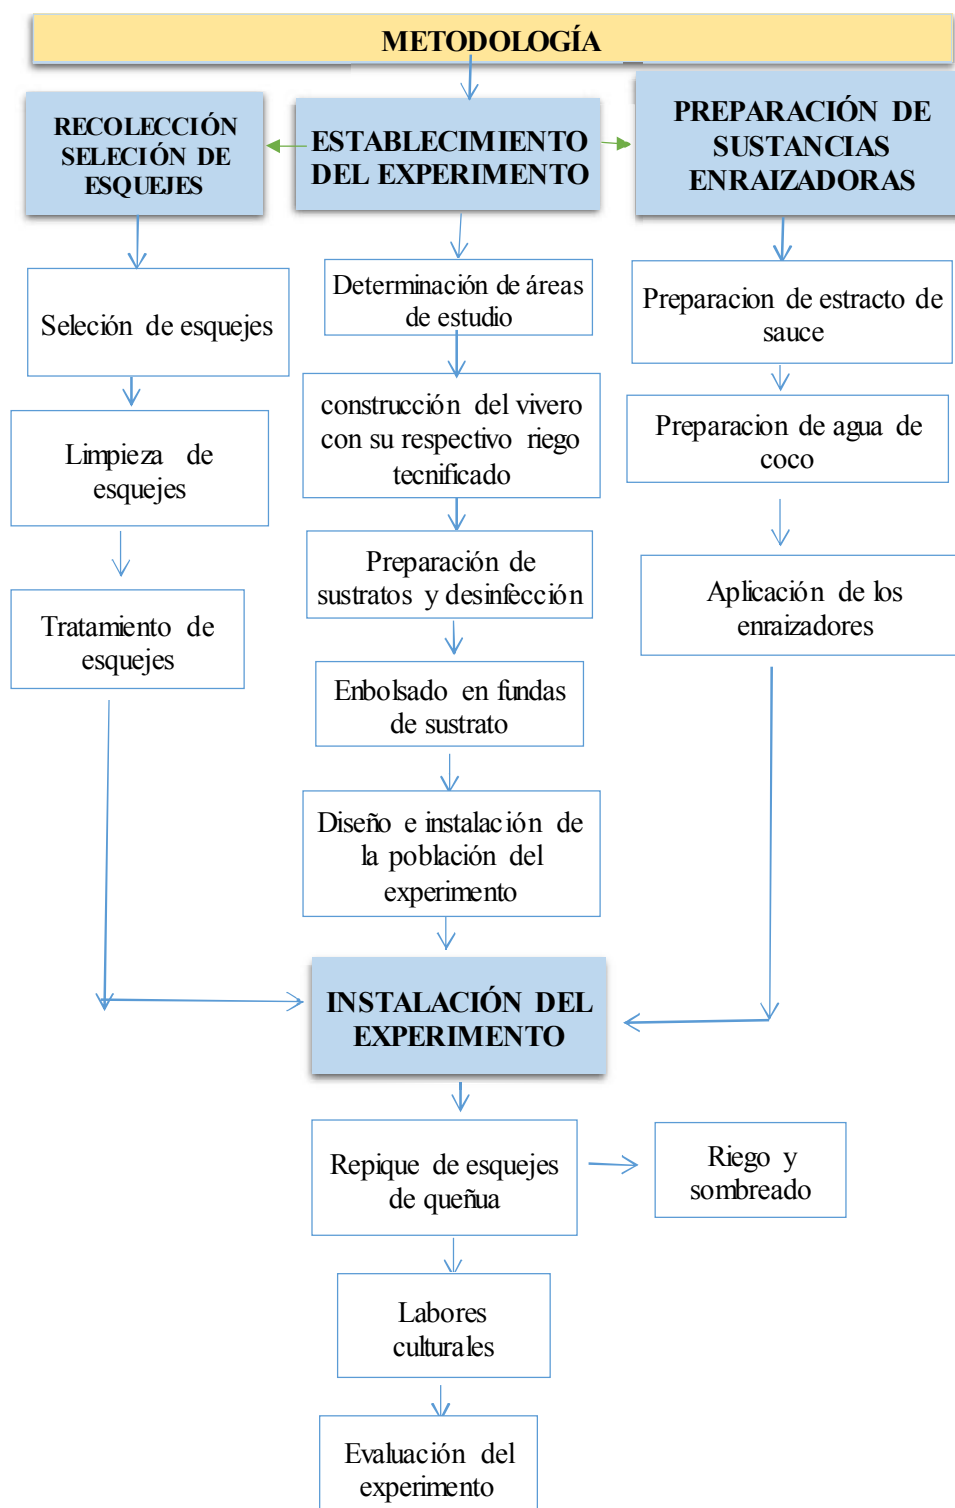 METODOLOGÍA
RECOLECCIÓN
SELECIÓN DE
ESQUEJES
ESTABLECIMIENTO
DEL EXPERIMENTO
PREPARACIÓN DE
SUSTANCIAS
ENRAIZADORAS
Seleción de esquejes
Limpieza de
esquejes
Tratamiento de
esquejes
Determinación de áreas
de estudio
construcción del vivero
con su respectivo riego
tecnificado
Preparación de
sustratos y desinfección
Enbolsado en fundas
de sustrato
Diseño e instalación de
la población del
experimento
Preparacion de estracto de
sauce
Preparacion de agua de
coco
Aplicación de los
enraizadores
INSTALACIÓN DEL
EXPERIMENTO
Repique de esquejes
de queñua
Riego y
sombreado
Labores
culturales
Evaluación del
experimento